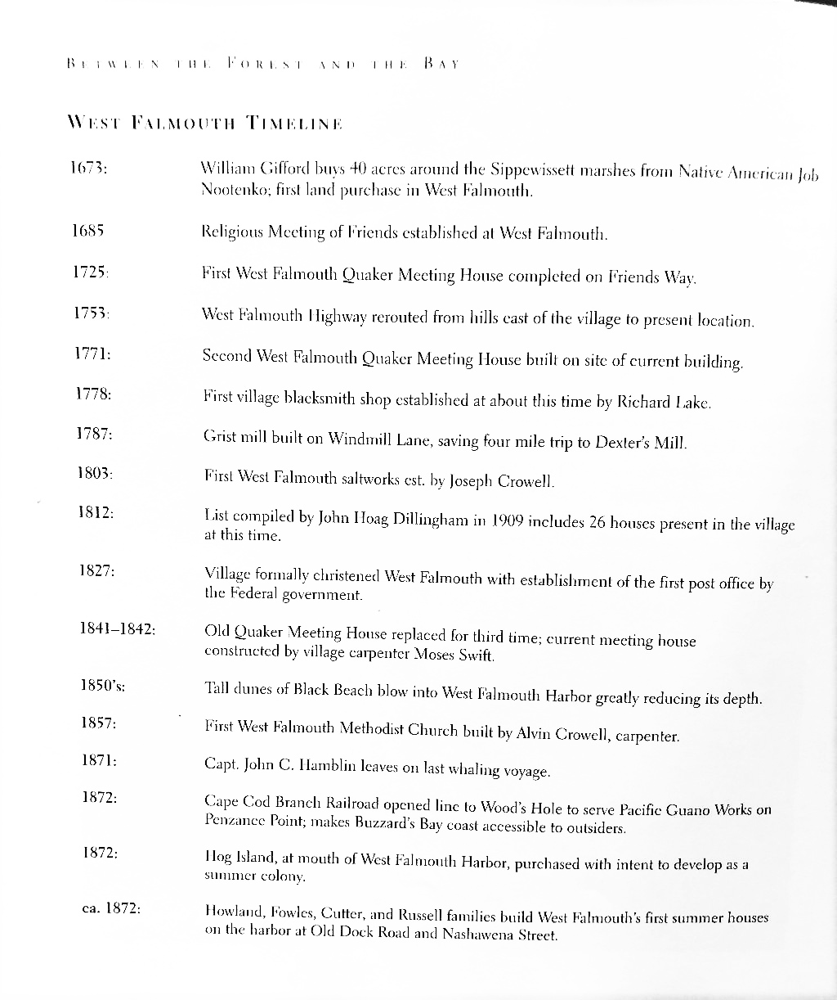 Between the Forest and the Bay
West Falmouth Timeline
1673: William Gifford buys 40 acres around the Sippewissett marshes from Native American Job
Nootenko; first land purchase in West Falmouth.
1685 Religious Meeting of Friends established at West Falmouth.
1725: First West Falmouth Quaker Meeting House completed on Friends Way.
1753: West Falmouth Highway rerouted from hills east of the village to present location.
1771: Second West Falmouth Quaker Meeting House built on site of current building.
1778: First village blacksmith shop established at about this time by Richard Lake.
1787: Grist mill built on Windmill Lane, saving four mile trip to Dexter's Mill.
1803: First West Falmouth saltworks est. by Joseph Crowell.
1812: List compiled by John Hoag Dillingham in 1909 includes 26 houses present in the village
at this time.
1827: Village formally christened West Falmouth with establishment of the first post office by
the Federal government.
1841–1842: Old Quaker Meeting House replaced for third time; current meeting house
constructed by village carpenter Moses Swift.
1850's: Tall dunes of Black Beach blow into West Falmouth Harbor greatly reducing its depth.
1857: First West Falmouth Methodist Church built by Alvin Crowell, carpenter.
1871: Capt. John C. Hamblin leaves on last whaling voyage.
1872: Cape Cod Branch Railroad opened line to Wood's Hole to serve Pacific Guano Works on
Penzance Point; makes Buzzard's Bay coast accessible to outsiders.
1872: Hog Island, at mouth of West Falmouth Harbor, purchased with intent to develop as a
summer colony.
ca. 1872: Howland, Fowles, Cutter, and Russell families build West Falmouth's first summer houses
on the harbor at Old Dock Road and Nashawena Street.